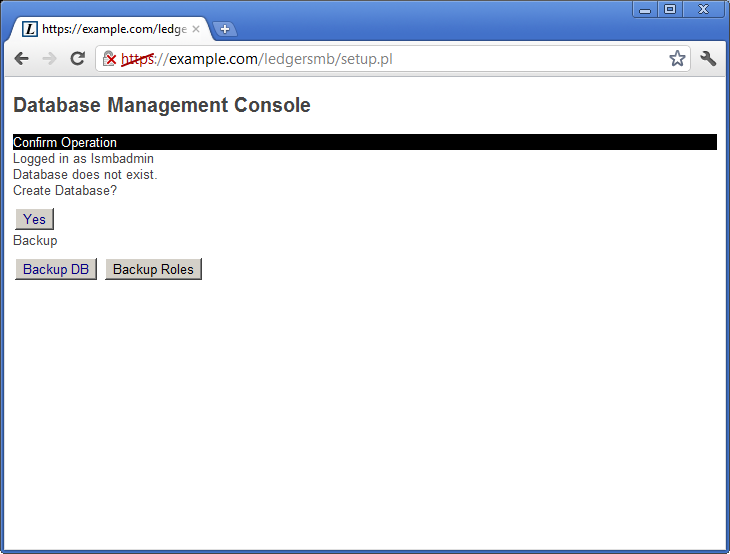 L https://example.com/ledge
https://example.com/ledgersmb/setup.pl
Database Management Console
Confirm Operation
Logged in as lsmbadmin
Database does not exist.
Create Database?
Yes
Backup
Backup DB Backup Roles